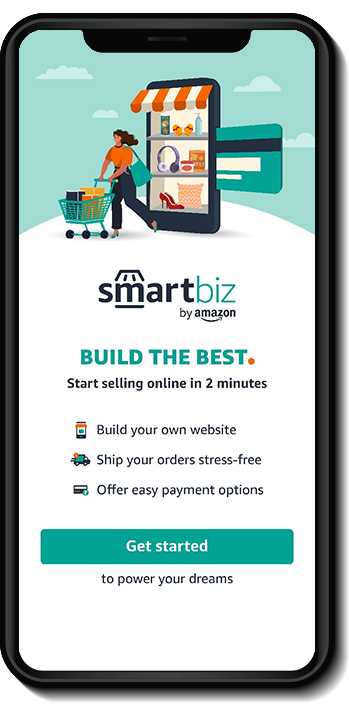 smartbiz
by amazon
BUILD THE BEST.
Start selling online in 2 minutes
Build your own website
Ship your orders stress-free
Offer easy payment options
Get started
to power your dreams